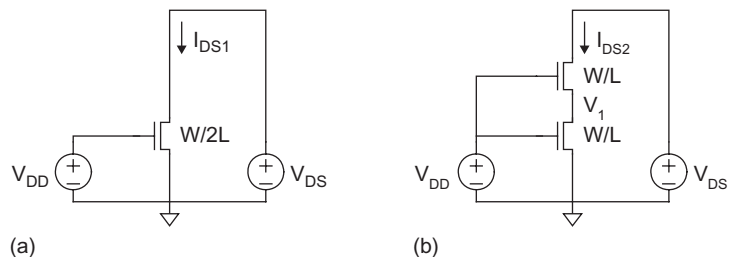 I_DS1
W/2L
V_DD
+
−
+
−
V_DS
(a)
I_DS2
W/L
V_1
W/L
V_DD
+
−
+
−
V_DS
(b)